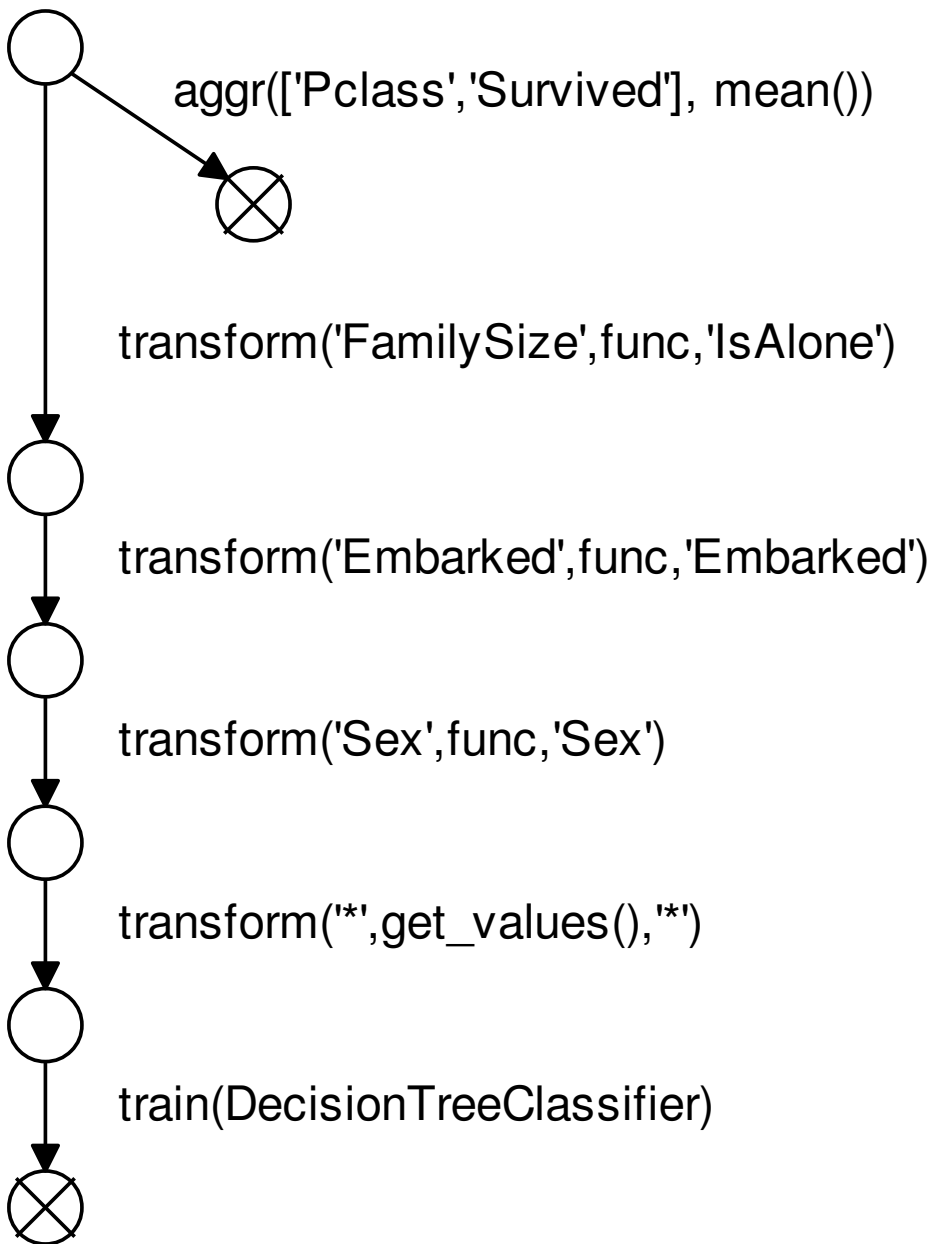 aggr(['Pclass','Survived'], mean())
transform('FamilySize',func,'IsAlone')
transform('Embarked',func,'Embarked')
transform('Sex',func,'Sex')
transform('*',get_values(),'*')
train(DecisionTreeClassifier)